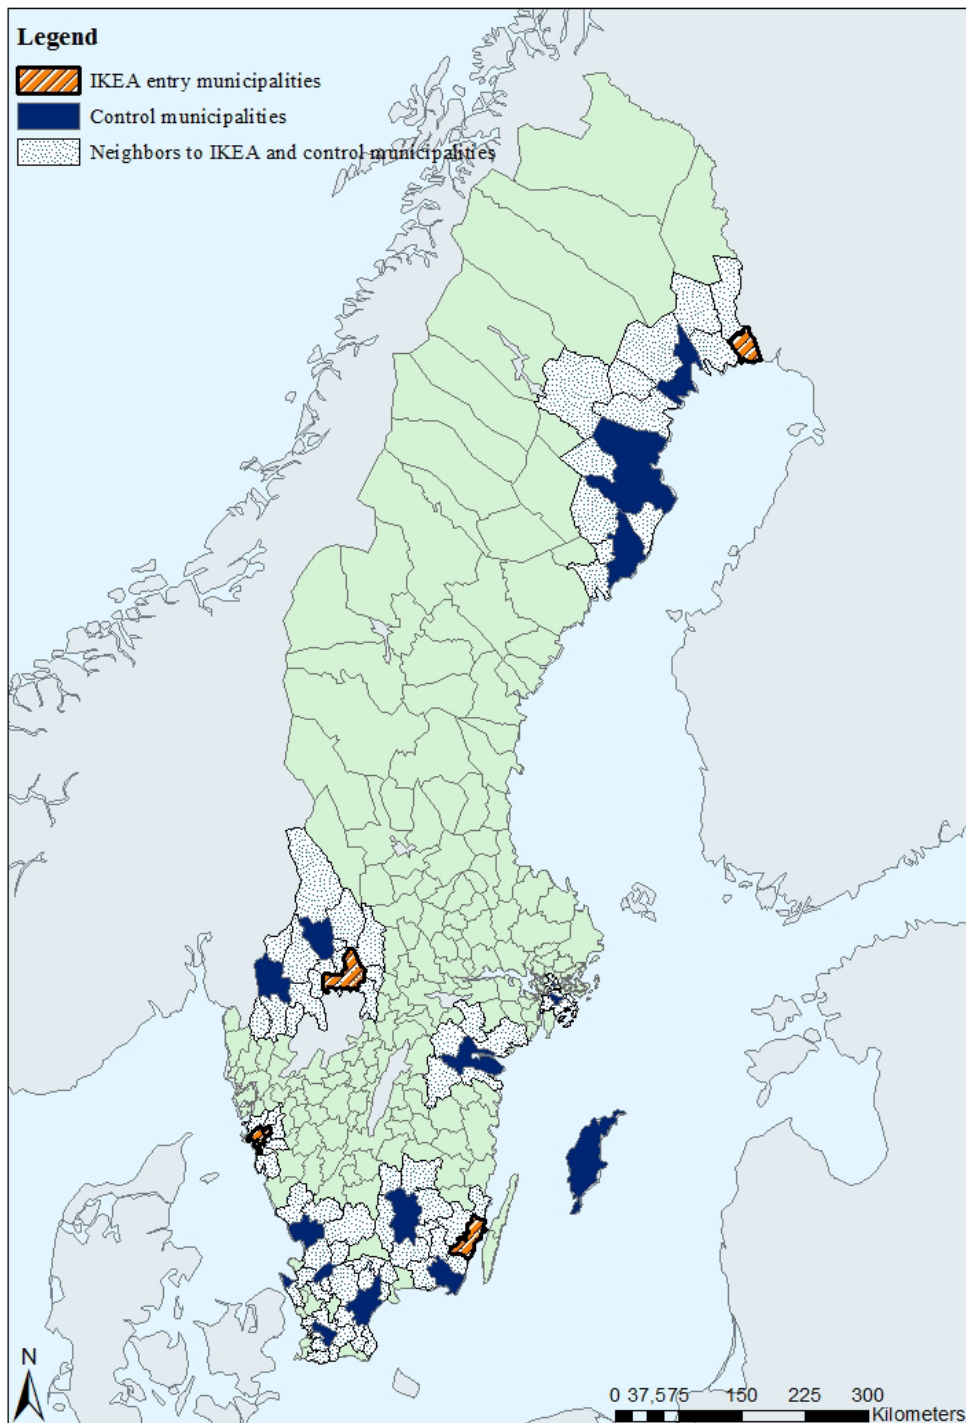 Legend
IKEA entry municipalities
Control municipalities
Neighbors to IKEA and control municipalities
N
0 37,575 150 225 300
Kilometers